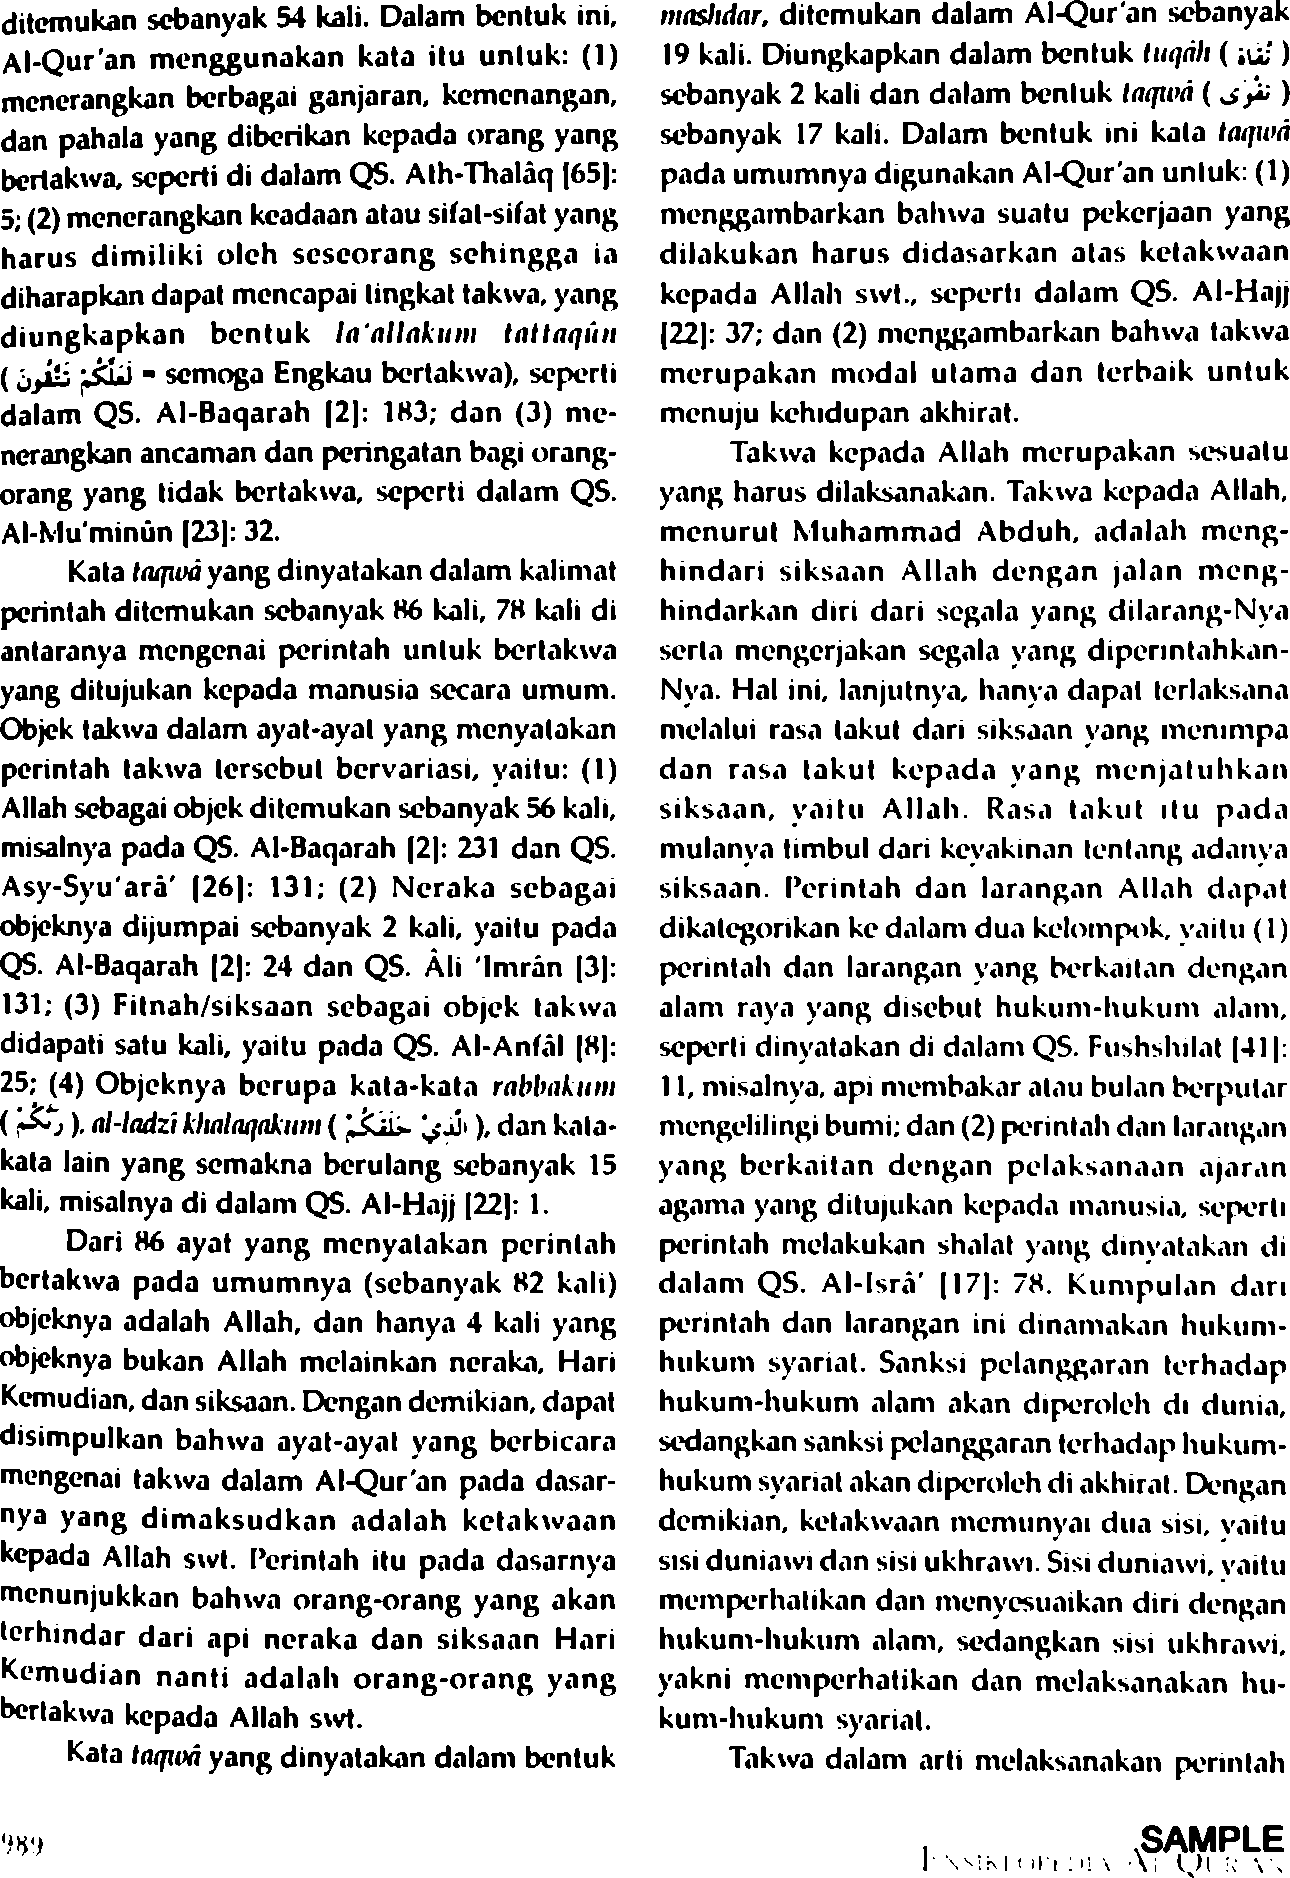 ditemukan sebanyak 54 kali. Dalam bentuk ini,
Al-Qur'an menggunakan kata itu untuk: (1)
menerangkan berbagai ganjaran, kemenangan,
dan pahala yang diberikan kepada orang yang
bertakwa, seperti di dalam QS. Ath-Thalâq [65]:
5; (2) menerangkan keadaan atau sifat-sifat yang
harus dimiliki oleh seseorang sehingga ia
diharapkan dapat mencapai tingkat takwa, yang
diungkapkan bentuk la'allakum tattaqûn
( لَعَلَّكُمْ تَتَّقُونَ = semoga Engkau bertakwa), seperti
dalam QS. Al-Baqarah [2]: 183; dan (3) me-
nerangkan ancaman dan peringatan bagi orang-
orang yang tidak bertakwa, seperti dalam QS.
Al-Mu'minûn [23]: 32.
Kata taqwâ yang dinyatakan dalam kalimat
perintah ditemukan sebanyak 86 kali, 78 kali di
antaranya mengenai perintah untuk bertakwa
yang ditujukan kepada manusia secara umum.
Objek takwa dalam ayat-ayat yang menyatakan
perintah takwa tersebut bervariasi, yaitu: (1)
Allah sebagai objek ditemukan sebanyak 56 kali,
misalnya pada QS. Al-Baqarah [2]: 231 dan QS.
Asy-Syu'arâ' [26]: 131; (2) Neraka sebagai
objeknya dijumpai sebanyak 2 kali, yaitu pada
QS. Al-Baqarah [2]: 24 dan QS. Âli 'Imrân [3]:
131; (3) Fitnah/siksaan sebagai objek takwa
didapati satu kali, yaitu pada QS. Al-Anfâl [8]:
25; (4) Objeknya berupa kata-kata rabbakum
( رَبَّكُمْ ), al-ladzî khalaqakum ( الَّذِيْ خَلَقَكُمْ ), dan kata-
kata lain yang semakna berulang sebanyak 15
kali, misalnya di dalam QS. Al-Hajj [22]: 1.
Dari 86 ayat yang menyatakan perintah
bertakwa pada umumnya (sebanyak 82 kali)
objeknya adalah Allah, dan hanya 4 kali yang
objeknya bukan Allah melainkan neraka, Hari
Kemudian, dan siksaan. Dengan demikian, dapat
disimpulkan bahwa ayat-ayat yang berbicara
mengenai takwa dalam Al-Qur'an pada dasar-
nya yang dimaksudkan adalah ketakwaan
kepada Allah swt. Perintah itu pada dasarnya
menunjukkan bahwa orang-orang yang akan
terhindar dari api neraka dan siksaan Hari
Kemudian nanti adalah orang-orang yang
bertakwa kepada Allah swt.
Kata taqwâ yang dinyatakan dalam bentuk
mashdar, ditemukan dalam Al-Qur'an sebanyak
19 kali. Diungkapkan dalam bentuk tuqâh ( تُقَاة )
sebanyak 2 kali dan dalam bentuk taqwâ ( تَقْوَى )
sebanyak 17 kali. Dalam bentuk ini kata taqwâ
pada umumnya digunakan Al-Qur'an untuk: (1)
menggambarkan bahwa suatu pekerjaan yang
dilakukan harus didasarkan atas ketakwaan
kepada Allah swt., seperti dalam QS. Al-Hajj
[22]: 37; dan (2) menggambarkan bahwa takwa
merupakan modal utama dan terbaik untuk
menuju kehidupan akhirat.
Takwa kepada Allah merupakan sesuatu
yang harus dilaksanakan. Takwa kepada Allah,
menurut Muhammad Abduh, adalah meng-
hindari siksaan Allah dengan jalan meng-
hindarkan diri dari segala yang dilarang-Nya
serta mengerjakan segala yang diperintahkan-
Nya. Hal ini, lanjutnya, hanya dapat terlaksana
melalui rasa takut dari siksaan yang menimpa
dan rasa takut kepada yang menjatuhkan
siksaan, yaitu Allah. Rasa takut itu pada
mulanya timbul dari keyakinan tentang adanya
siksaan. Perintah dan larangan Allah dapat
dikategorikan ke dalam dua kelompok, yaitu (1)
perintah dan larangan yang berkaitan dengan
alam raya yang disebut hukum-hukum alam,
seperti dinyatakan di dalam QS. Fushshilat [41]:
11, misalnya, api membakar atau bulan berputar
mengelilingi bumi; dan (2) perintah dan larangan
yang berkaitan dengan pelaksanaan ajaran
agama yang ditujukan kepada manusia, seperti
perintah melakukan shalat yang dinyatakan di
dalam QS. Al-Isrâ' [17]: 78. Kumpulan dari
perintah dan larangan ini dinamakan hukum-
hukum syariat. Sanksi pelanggaran terhadap
hukum-hukum alam akan diperoleh di dunia,
sedangkan sanksi pelanggaran terhadap hukum-
hukum syariat akan diperoleh di akhirat. Dengan
demikian, ketakwaan memunyai dua sisi, yaitu
sisi duniawi dan sisi ukhrawi. Sisi duniawi, yaitu
memperhatikan dan menyesuaikan diri dengan
hukum-hukum alam, sedangkan sisi ukhrawi,
yakni memperhatikan dan melaksanakan hu-
kum-hukum syariat.
Takwa dalam arti melaksanakan perintah
989
SAMPLE
ENSIKLOPEDIA AL-QUR'AN